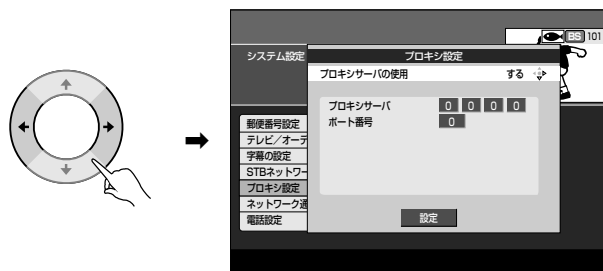 BS 101
システム設定
プロキシ設定
プロキシサーバの使用 する
プロキシサーバ 0 0 0 0
ポート番号 0
郵便番号設定
テレビ／オーデ
字幕の設定
STBネットワー
プロキシ設定
ネットワーク通
電話設定
設定